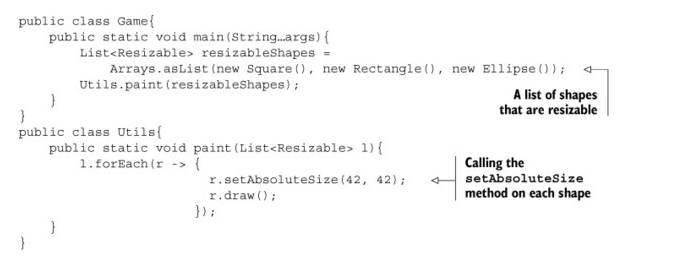 public class Game{
    public static void main(String...args){
        List<Resizable> resizableShapes =
            Arrays.asList(new Square(), new Rectangle(), new Ellipse());
        Utils.paint(resizableShapes);
    }
}
A list of shapes
that are resizable
public class Utils{
    public static void paint(List<Resizable> l){
        l.forEach(r -> {
                     r.setAbsoluteSize(42, 42);
                     r.draw();
                    });
    }
}
Calling the
setAbsoluteSize
method on each shape